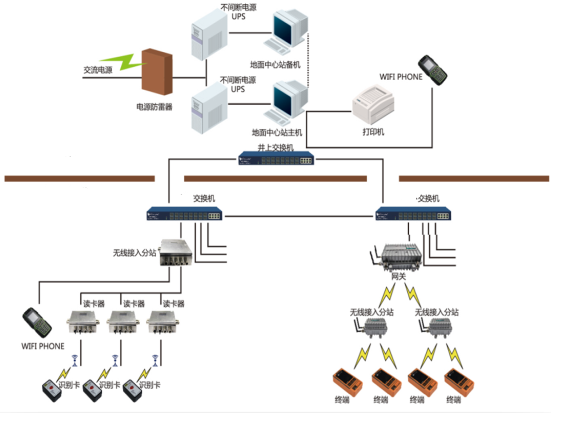 不间断电源
UPS
地面中心站备机
交流电源
电源防雷器
不间断电源
UPS
WIFI PHONE
地面中心站主机
打印机
井上交换机
交换机
交换机
无线接入分站
网关
读卡器
读卡器
读卡器
无线接入分站
无线接入分站
WIFI PHONE
识别卡
识别卡
识别卡
终端
终端
终端
终端